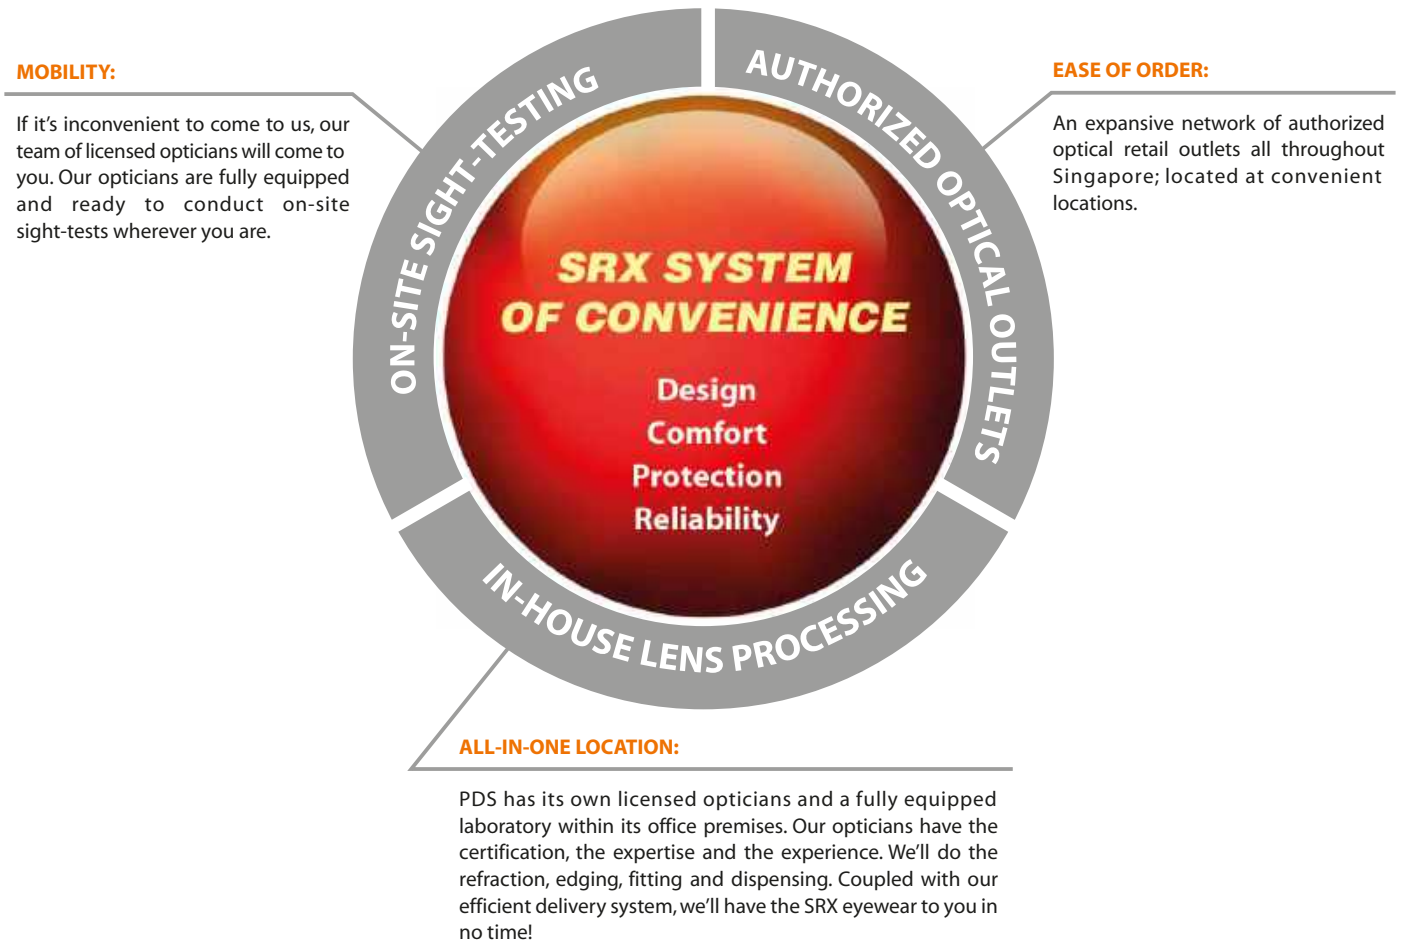 MOBILITY:
If it's inconvenient to come to us, our
team of licensed opticians will come to
you. Our opticians are fully equipped
and ready to conduct on-site
sight-tests wherever you are.
ON-SITE SIGHT-TESTING
AUTHORIZED OPTICAL OUTLETS
EASE OF ORDER:
An expansive network of authorized
optical retail outlets all throughout
Singapore; located at convenient
locations.
SRX SYSTEM
OF CONVENIENCE
Design
Comfort
Protection
Reliability
IN-HOUSE LENS PROCESSING
ALL-IN-ONE LOCATION:
PDS has its own licensed opticians and a fully equipped
laboratory within its office premises. Our opticians have the
certification, the expertise and the experience. We'll do the
refraction, edging, fitting and dispensing. Coupled with our
efficient delivery system, we'll have the SRX eyewear to you in
no time!